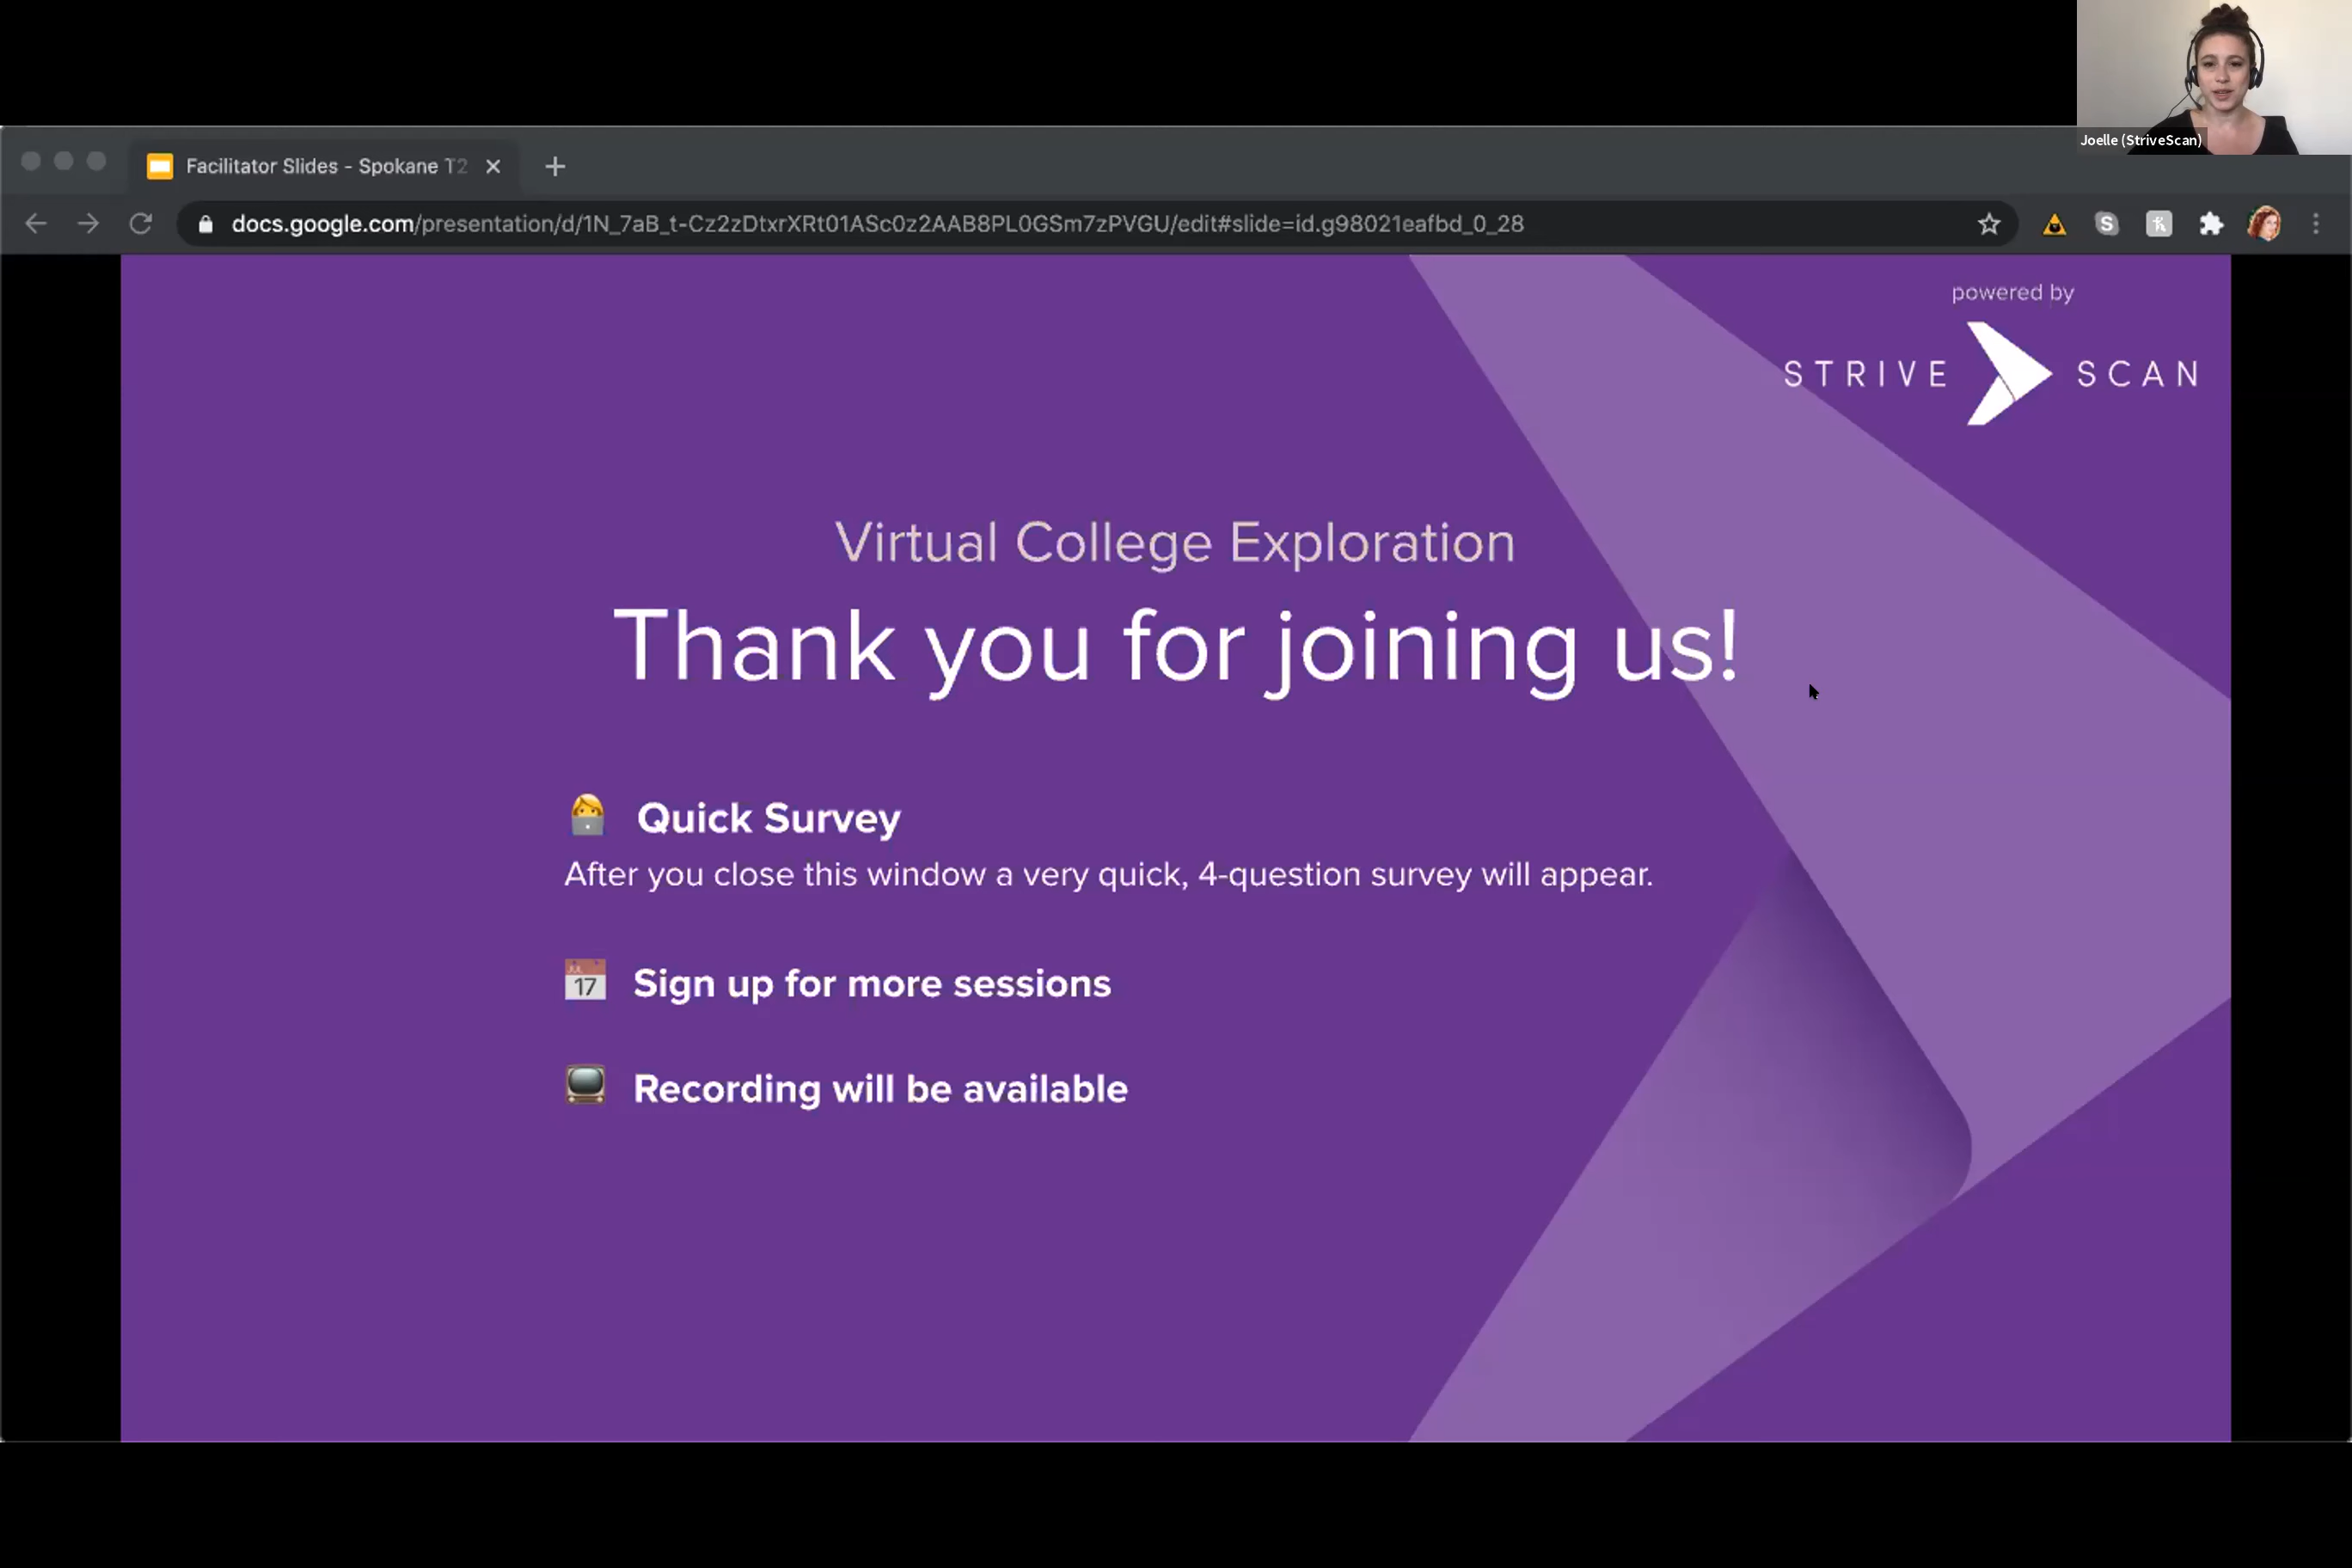 Joelle (StriveScan)
Facilitator Slides - Spokane T2
docs.google.com/presentation/d/1N_7aB_t-Cz2zDtxrXRt01ASc0z2AAB8PL0GSm7zPVGU/edit#slide=id.g98021eafbd_0_28
powered by
STRIVE SCAN
Virtual College Exploration
Thank you for joining us!
Quick Survey
After you close this window a very quick, 4-question survey will appear.
JUL
17
Sign up for more sessions
Recording will be available